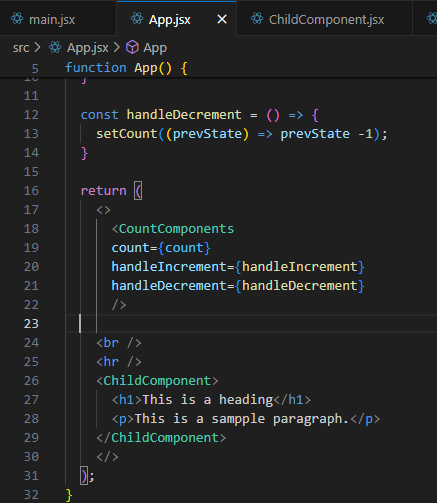 main.jsx App.jsx ChildComponent.jsx
src > App.jsx > App
5 function App() {
10 }
11
12 const handleDecrement = () => {
13 setCount((prevState) => prevState -1);
14 }
15
16 return (
17 <>
18 <CountComponents
19 count={count}
20 handleIncrement={handleIncrement}
21 handleDecrement={handleDecrement}
22 />
23
24 <br />
25 <hr />
26 <ChildComponent>
27 <h1>This is a heading</h1>
28 <p>This is a sampple paragraph.</p>
29 </ChildComponent>
30 </>
31 );
32 }